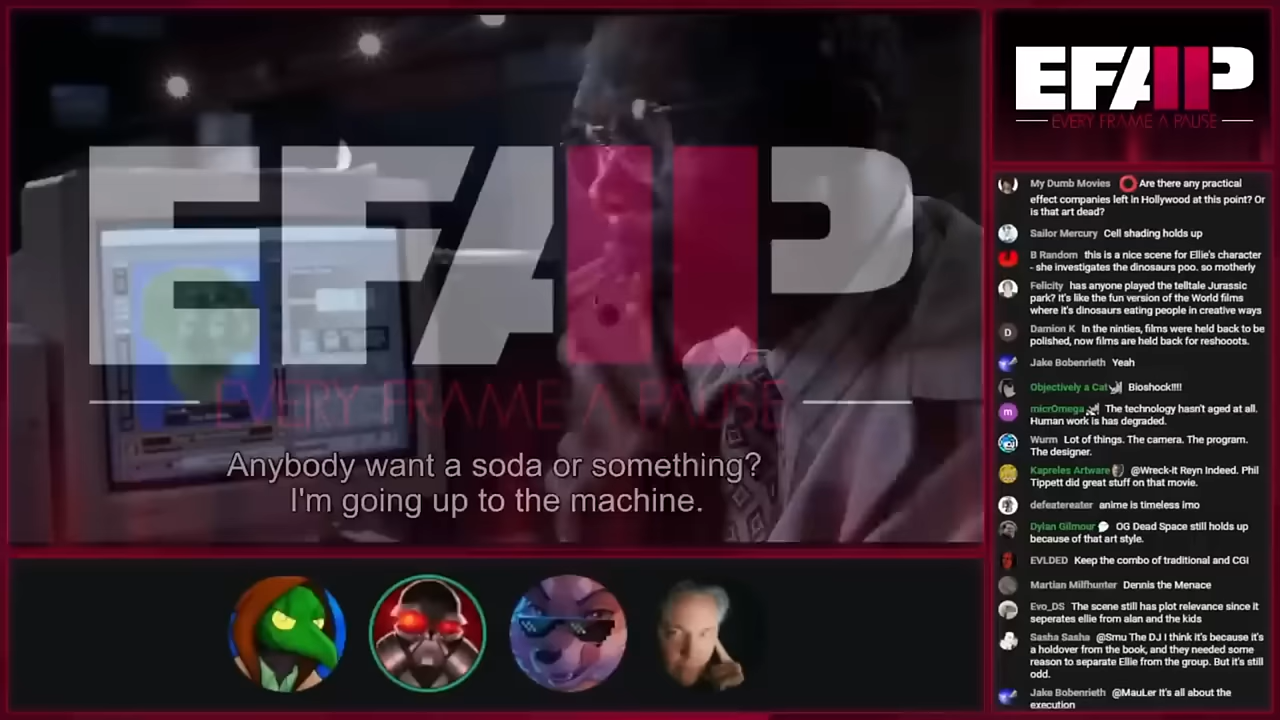 EFAP
EVERY FRAME A PAUSE
Anybody want a soda or something?
I'm going up to the machine.
EFAP
EVERY FRAME A PAUSE
My Dumb Movies Are there any practical
effect companies left in Hollywood at this point? Or
is that art dead?
Sailor Mercury Cell shading holds up
B Random this is a nice scene for Ellie's character
- she investigates the dinosaurs poo. so motherly
Felicity has anyone played the telltale Jurassic
park? It's like the fun version of the World films
where it's dinosaurs eating people in creative ways
D
Damion K In the ninties, films were held back to be
polished, now films are held back for reshooots.
Jake Bobenrieth Yeah
Objectively a Cat Bioshock!!!!
m
micrOmega The technology hasn't aged at all.
Human work is has degraded.
Wurm Lot of things. The camera. The program.
The designer.
Kapreles Artware @Wreck-it Reyn Indeed. Phil
Tippett did great stuff on that movie.
defeatereater anime is timeless imo
Dylan Gilmour OG Dead Space still holds up
because of that art style.
EVLDED Keep the combo of traditional and CGI
Martian Milfhunter Dennis the Menace
Evo_DS The scene still has plot relevance since it
seperates ellie from alan and the kids
Sasha Sasha @Smu The DJ I think it's because it's
a holdover from the book, and they needed some
reason to separate Ellie from the group. But it's still
odd.
Jake Bobenrieth @MauLer It's all about the
execution